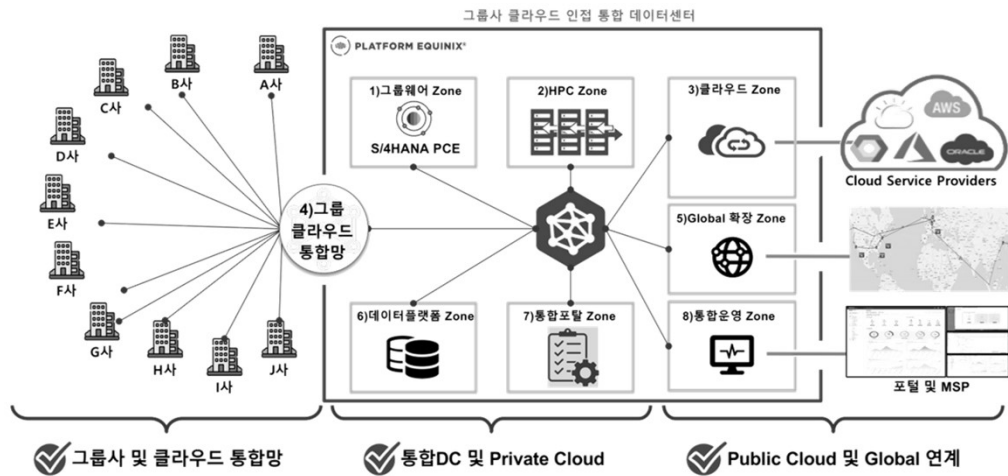 그룹사 클라우드 인접 통합 데이터센터
PLATFORM EQUINIX®
A사
B사
C사
D사
E사
F사
G사
H사
I사
J사
4)그룹
클라우드
통합망
1)그룹웨어 Zone
S/4HANA PCE
2)HPC Zone
3)클라우드 Zone
5)Global 확장 Zone
6)데이터플랫폼 Zone
7)통합포탈 Zone
8)통합운영 Zone
AWS
ORACLE
Cloud Service Providers
포털 및 MSP
그룹사 및 클라우드 통합망
통합DC 및 Private Cloud
Public Cloud 및 Global 연계